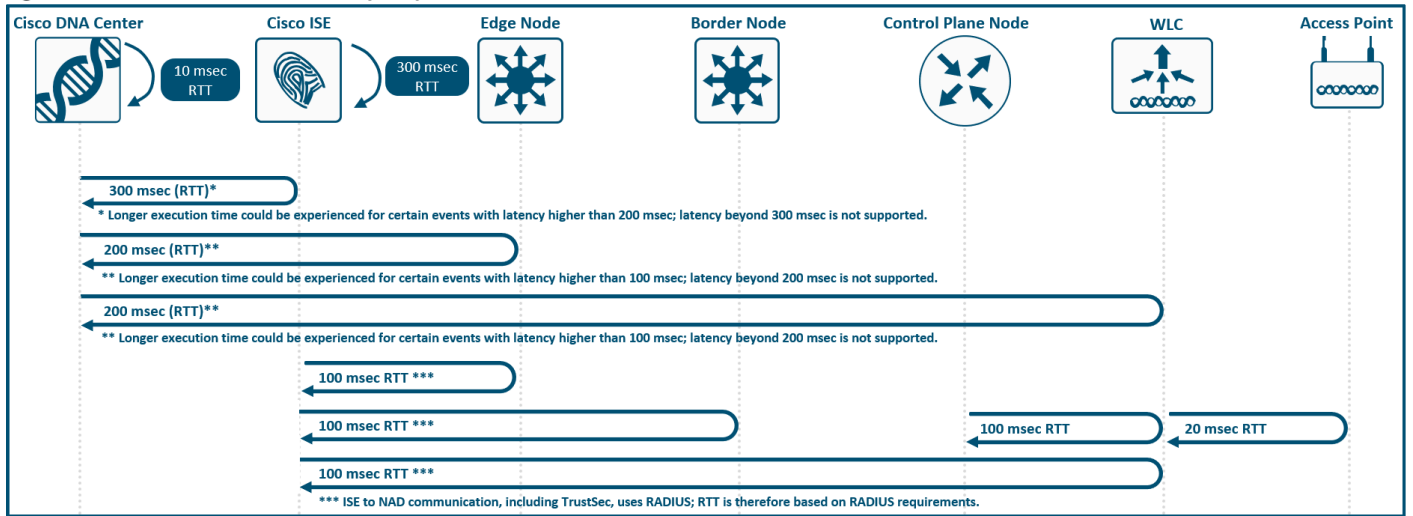 Cisco DNA Center
Cisco ISE
Edge Node
Border Node
Control Plane Node
WLC
Access Point
10 msec
RTT
300 msec
RTT
300 msec (RTT)*
* Longer execution time could be experienced for certain events with latency higher than 200 msec; latency beyond 300 msec is not supported.
200 msec (RTT)**
** Longer execution time could be experienced for certain events with latency higher than 100 msec; latency beyond 200 msec is not supported.
200 msec (RTT)**
** Longer execution time could be experienced for certain events with latency higher than 100 msec; latency beyond 200 msec is not supported.
100 msec RTT ***
100 msec RTT ***
100 msec RTT
20 msec RTT
100 msec RTT ***
*** ISE to NAD communication, including TrustSec, uses RADIUS; RTT is therefore based on RADIUS requirements.